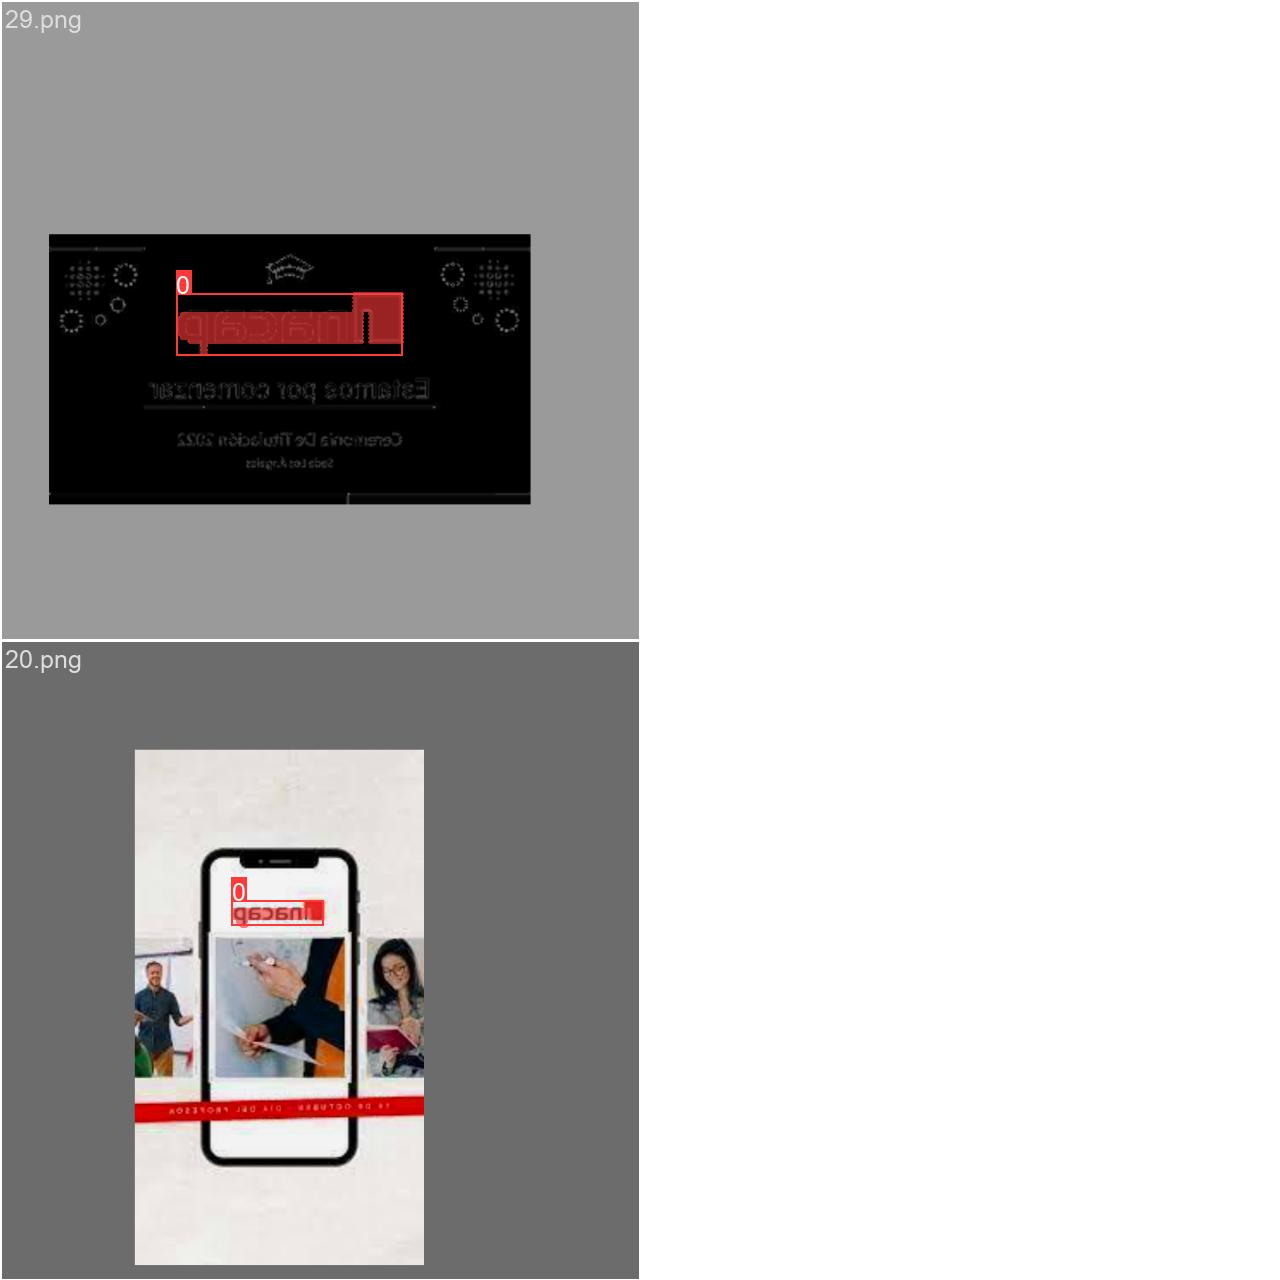 29.png
0
inacap
Estamos por comenzar
Ceremonia De Titulación 2022
Sede Los Ángeles
20.png
0
inacap
16 DE OCTUBRE - DÍA DEL PROFESOR